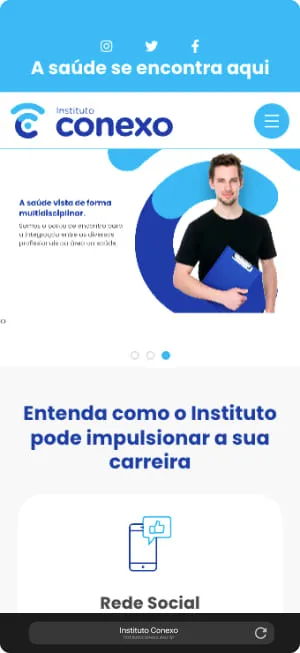 A saúde se encontra aqui
Instituto
conexo
A saúde vista de forma
multidisciplinar.
Somos o ponto de encontro para
a integração entre os diversos
profissionais da área da saúde.
Entenda como o Instituto
pode impulsionar a sua
carreira
Rede Social
Instituto Conexo